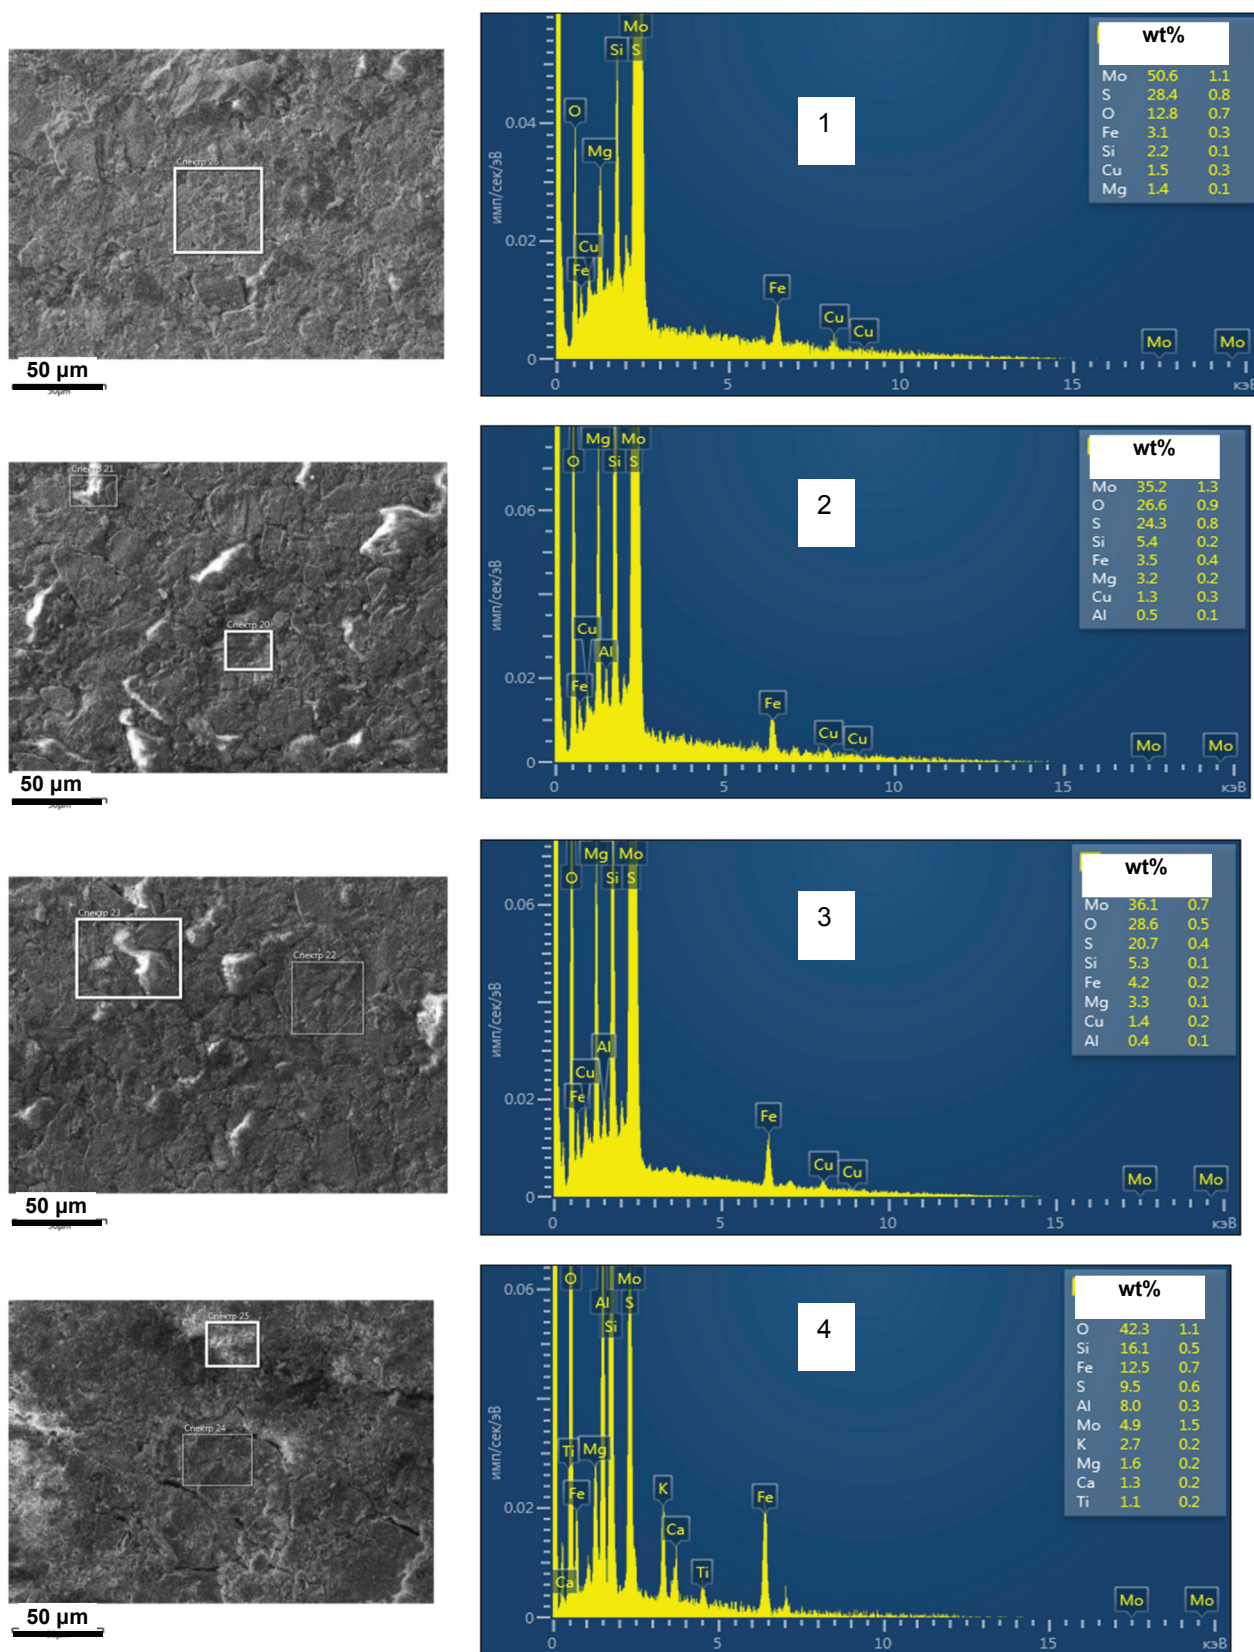 Спектр 26
50 µm
50µm
wt%
Mo 50.6 1.1
S 28.4 0.8
O 12.8 0.7
Fe 3.1 0.3
Si 2.2 0.1
Cu 1.5 0.3
Mg 1.4 0.1
1
Mo
Si S
O
Mg
Cu
Fe
Fe
Cu
Cu
Mo Mo
имп/сек/эВ
0.04
0.02
0
0 5 10 15 кэВ
Спектр 21
Спектр 20
50 µm
50µm
wt%
Mo 35.2 1.3
O 26.6 0.9
S 24.3 0.8
Si 5.4 0.2
Fe 3.5 0.4
Mg 3.2 0.2
Cu 1.3 0.3
Al 0.5 0.1
2
Mg Mo
O Si S
Cu
Al
Fe
Fe
Cu Cu
Mo Mo
имп/сек/эВ
0.06
0.02
0
0 5 10 15 кэВ
Спектр 23
Спектр 22
50 µm
50µm
wt%
Mo 36.1 0.7
O 28.6 0.5
S 20.7 0.4
Si 5.3 0.1
Fe 4.2 0.2
Mg 3.3 0.1
Cu 1.4 0.2
Al 0.4 0.1
3
Mg Mo
O Si S
Al
Cu
Fe
Fe
Cu Cu
Mo Mo
имп/сек/эВ
0.06
0.02
0
0 5 10 15 кэВ
Спектр 25
Спектр 24
50 µm
wt%
O 42.3 1.1
Si 16.1 0.5
Fe 12.5 0.7
S 9.5 0.6
Al 8.0 0.3
Mo 4.9 1.5
K 2.7 0.2
Mg 1.6 0.2
Ca 1.3 0.2
Ti 1.1 0.2
4
O Mo
Al S
Si
Ti Mg
Fe
K
Fe
Ca
Ti
Ca
Mo Mo
имп/сек/эВ
0.06
0.02
0
0 5 10 15 кэВ